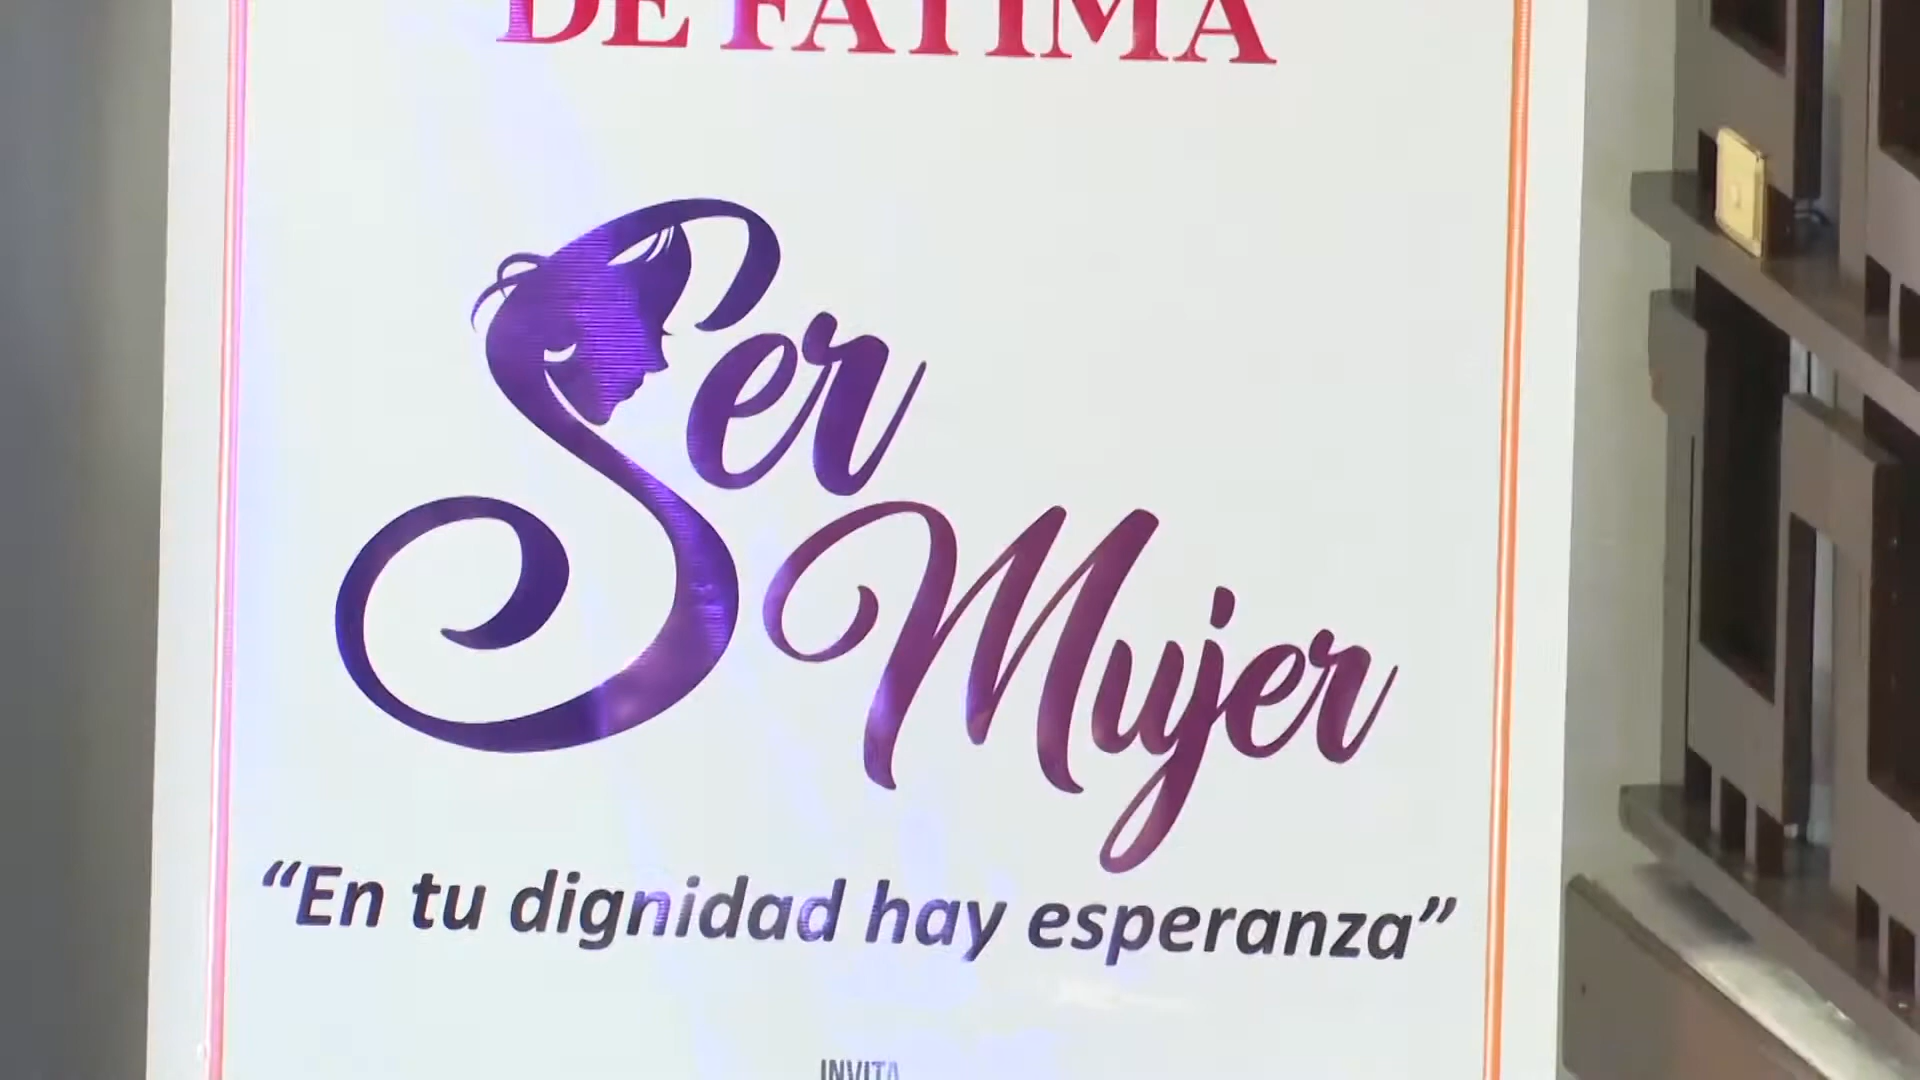 DE FATIMA
Ser
Mujer
“En tu dignidad hay esperanza”
INVITA